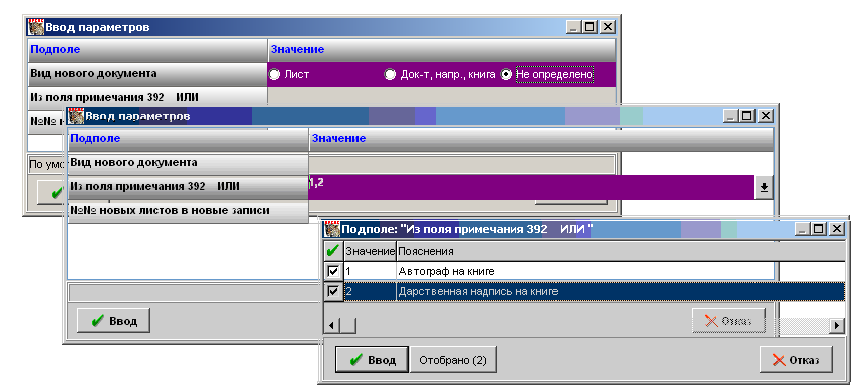 Ввод параметров
Подполе Значение
Вид нового документа Лист Док-т, напр., книга Не определено
Из поля примечания 392 ИЛИ
№№
По умо
Ввод параметров
Подполе Значение
Вид нового документа
Из поля примечания 392 ИЛИ 1,2
№№ новых листов в новые записи
Ввод
Подполе: "Из поля примечания 392 ИЛИ "
Значение Пояснения
1 Автограф на книге
2 Дарственная надпись на книге
Отказ
Ввод Отобрано (2) Отказ